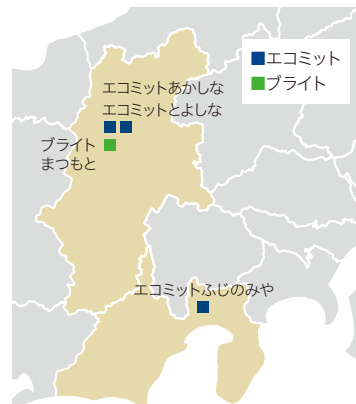 エコミット
ブライト
エコミットあかしな
エコミットとよしな
ブライト
まつもと
エコミットふじのみや